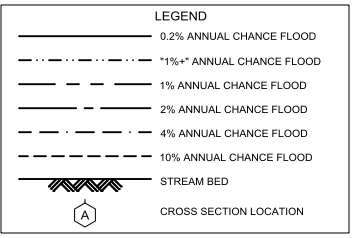 LEGEND
0.2% ANNUAL CHANCE FLOOD
"1%+" ANNUAL CHANCE FLOOD
1% ANNUAL CHANCE FLOOD
2% ANNUAL CHANCE FLOOD
4% ANNUAL CHANCE FLOOD
10% ANNUAL CHANCE FLOOD
STREAM BED
A
CROSS SECTION LOCATION